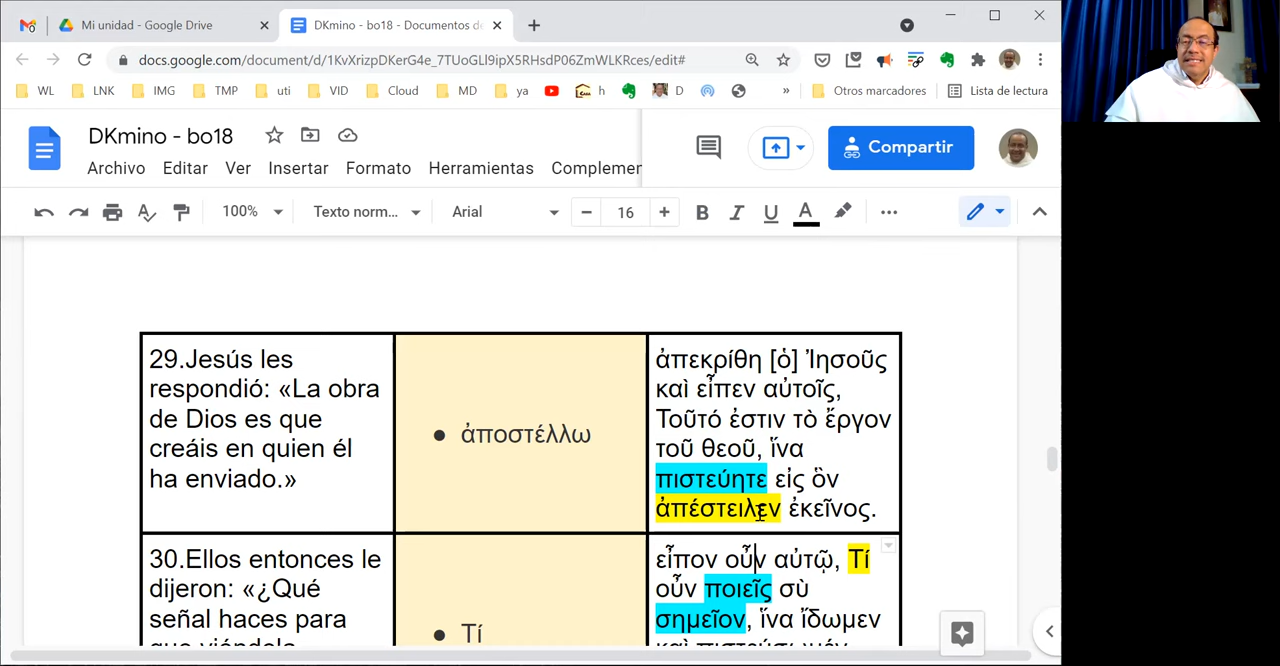 Mi unidad - Google Drive
DKmino - bo18 - Documentos de
docs.google.com/document/d/1KvXrizpDKerG4e_7TUoGLl9ipX5RHsdP06ZmWLKRces/edit#
WL LNK IMG TMP uti VID Cloud MD ya h D » Otros marcadores Lista de lectura
DKmino - bo18
Compartir
Archivo Editar Ver Insertar Formato Herramientas Complemen
100% Texto norm... Arial 16 B I U A
29.Jesús les
respondió: «La obra
de Dios es que
creáis en quien él
ha enviado.»
ἀποστέλλω
ἀπεκρίθη [ὁ] Ἰησοῦς
καὶ εἶπεν αὐτοῖς,
Τοῦτό ἐστιν τὸ ἔργον
τοῦ θεοῦ, ἵνα
πιστεύητε εἰς ὃν
ἀπέστειλεν ἐκεῖνος.
30.Ellos entonces le
dijeron: «¿Qué
señal haces para
que viéndola
Τί
εἶπον οὖν αὐτῷ, Τί
οὖν ποιεῖς σὺ
σημεῖον, ἵνα ἴδωμεν
καὶ πιστεύσωμέν